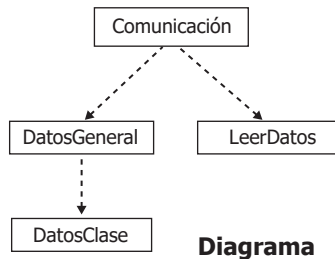 Comunicación
DatosGeneral
LeerDatos
DatosClase
Diagrama